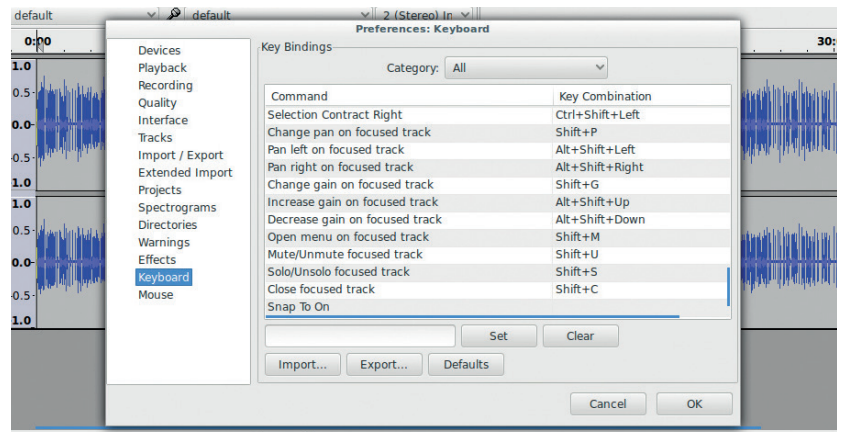 default default 2 (Stereo) In
Preferences: Keyboard
0:00
30:
1.0
0.5
0.0
-0.5
1.0
1.0
0.5
0.0
-0.5
1.0
Devices
Playback
Recording
Quality
Interface
Tracks
Import / Export
Extended Import
Projects
Spectrograms
Directories
Warnings
Effects
Keyboard
Mouse
Key Bindings
Category: All
Command Key Combination
Selection Contract Right Ctrl+Shift+Left
Change pan on focused track Shift+P
Pan left on focused track Alt+Shift+Left
Pan right on focused track Alt+Shift+Right
Change gain on focused track Shift+G
Increase gain on focused track Alt+Shift+Up
Decrease gain on focused track Alt+Shift+Down
Open menu on focused track Shift+M
Mute/Unmute focused track Shift+U
Solo/Unsolo focused track Shift+S
Close focused track Shift+C
Snap To On
Set Clear
Import... Export... Defaults
Cancel OK